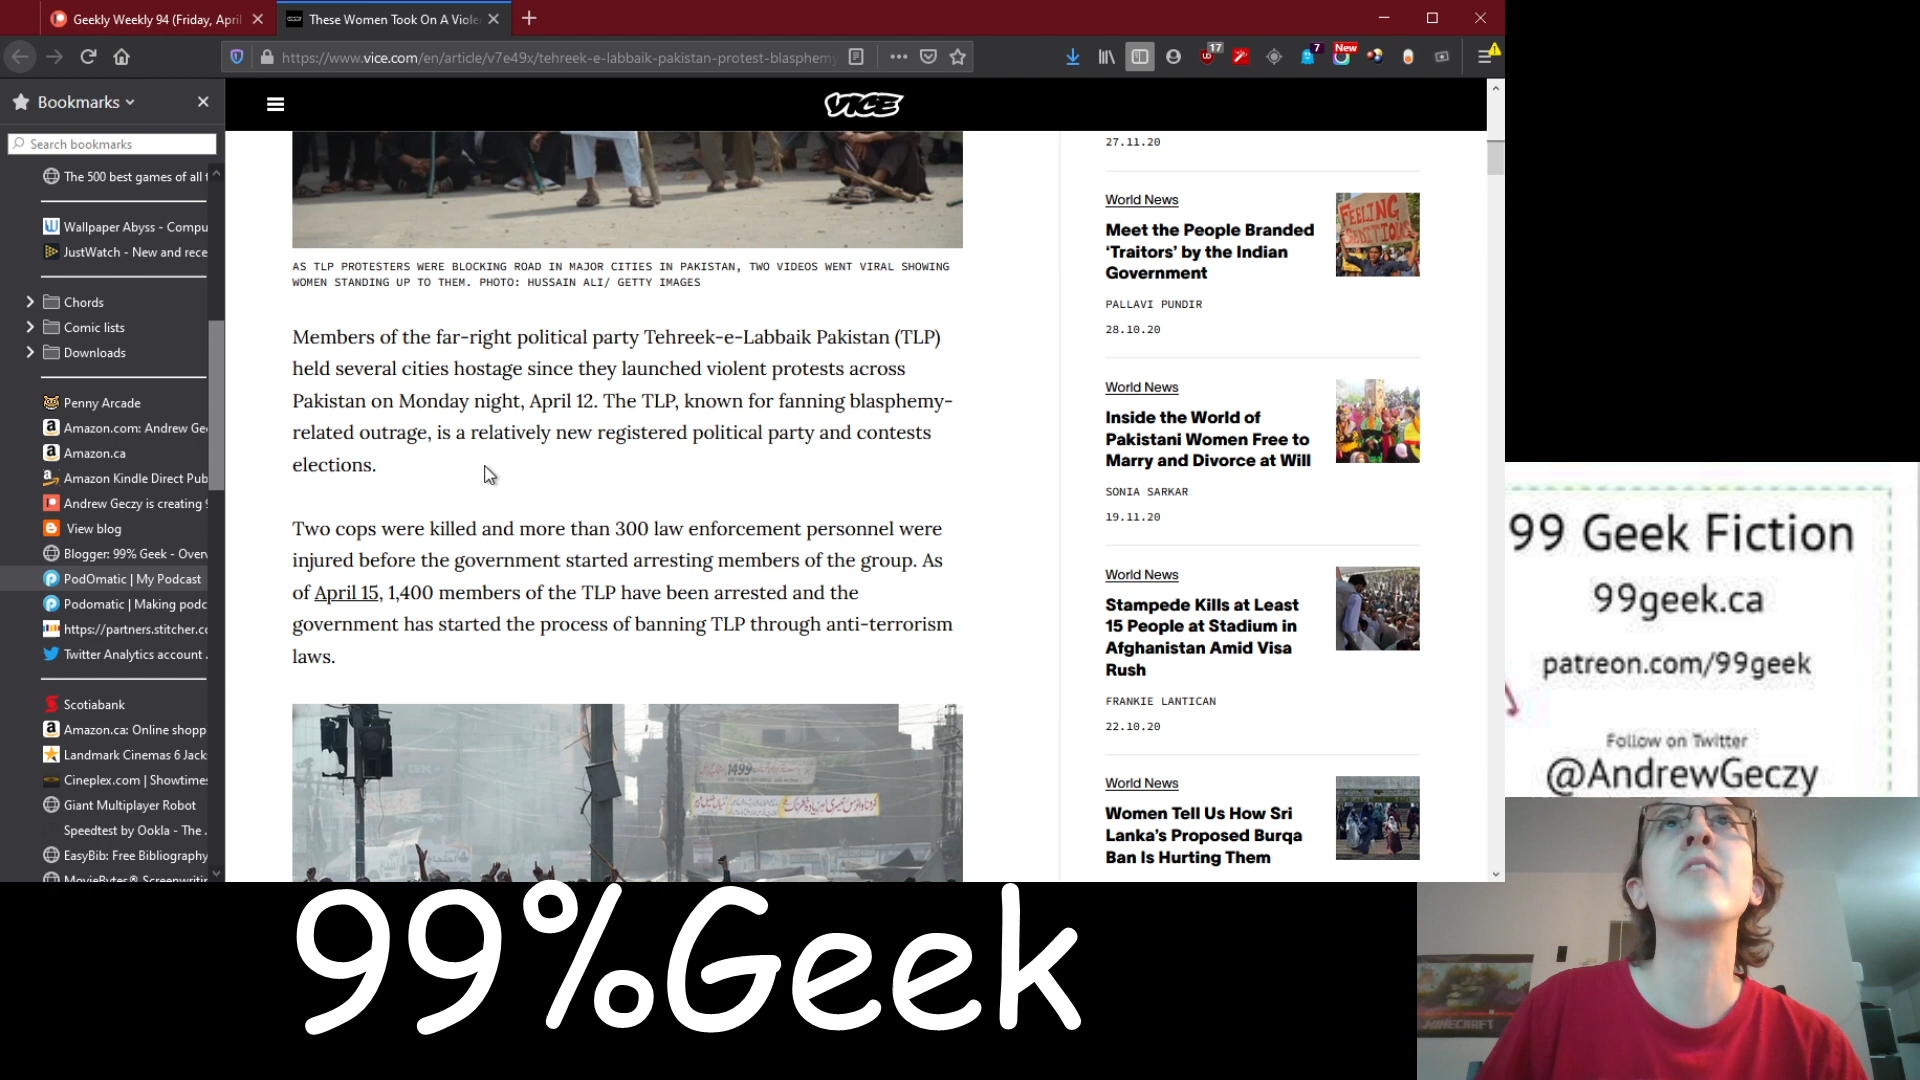 Geekly Weekly 94 (Friday, April
These Women Took On A Viole
https://www.vice.com/en/article/v7e49x/tehreek-e-labbaik-pakistan-protest-blasphemy
17
7
New
Bookmarks
Search bookmarks
The 500 best games of all t
Wallpaper Abyss - Compu
JustWatch - New and rece
Chords
Comic lists
Downloads
Penny Arcade
Amazon.com: Andrew Ge
Amazon.ca
Amazon Kindle Direct Pub
Andrew Geczy is creating 9
View blog
Blogger: 99% Geek - Overv
PodOmatic | My Podcast
Podomatic | Making podc
https://partners.stitcher.co
Twitter Analytics account .
Scotiabank
Amazon.ca: Online shopp
Landmark Cinemas 6 Jack
Cineplex.com | Showtimes
Giant Multiplayer Robot
Speedtest by Ookla - The .
EasyBib: Free Bibliography
MovieBytes® Screenwritin
VICE
AS TLP PROTESTERS WERE BLOCKING ROAD IN MAJOR CITIES IN PAKISTAN, TWO VIDEOS WENT VIRAL SHOWING
WOMEN STANDING UP TO THEM. PHOTO: HUSSAIN ALI/ GETTY IMAGES
Members of the far-right political party Tehreek-e-Labbaik Pakistan (TLP)
held several cities hostage since they launched violent protests across
Pakistan on Monday night, April 12. The TLP, known for fanning blasphemy-
related outrage, is a relatively new registered political party and contests
elections.
Two cops were killed and more than 300 law enforcement personnel were
injured before the government started arresting members of the group. As
of April 15, 1,400 members of the TLP have been arrested and the
government has started the process of banning TLP through anti-terrorism
laws.
1499
27.11.20
World News
Meet the People Branded
‘Traitors’ by the Indian
Government
PALLAVI PUNDIR
28.10.20
FEELING
SEDITIOUS
World News
Inside the World of
Pakistani Women Free to
Marry and Divorce at Will
SONIA SARKAR
19.11.20
World News
Stampede Kills at Least
15 People at Stadium in
Afghanistan Amid Visa
Rush
FRANKIE LANTICAN
22.10.20
World News
Women Tell Us How Sri
Lanka’s Proposed Burqa
Ban Is Hurting Them
99 Geek Fiction
99geek.ca
patreon.com/99geek
Follow on Twitter
@AndrewGeczy
99%Geek
MINECRAFT